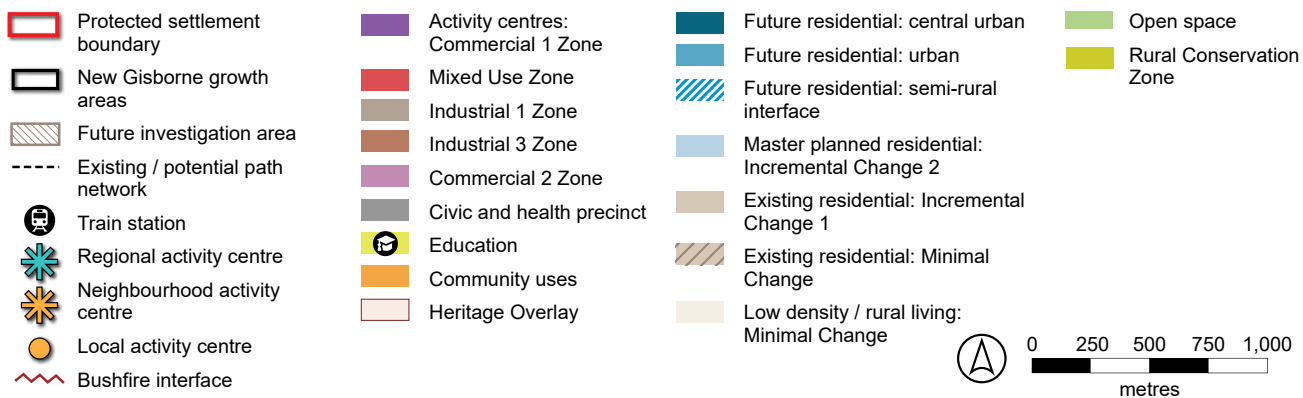 Protected settlement
boundary
New Gisborne growth
areas
Future investigation area
Existing / potential path
network
Train station
Regional activity centre
Neighbourhood activity
centre
Local activity centre
Bushfire interface
Activity centres:
Commercial 1 Zone
Mixed Use Zone
Industrial 1 Zone
Industrial 3 Zone
Commercial 2 Zone
Civic and health precinct
Education
Community uses
Heritage Overlay
Future residential: central urban
Future residential: urban
Future residential: semi-rural
interface
Master planned residential:
Incremental Change 2
Existing residential: Incremental
Change 1
Existing residential: Minimal
Change
Low density / rural living:
Minimal Change
Open space
Rural Conservation
Zone
0 250 500 750 1,000
metres